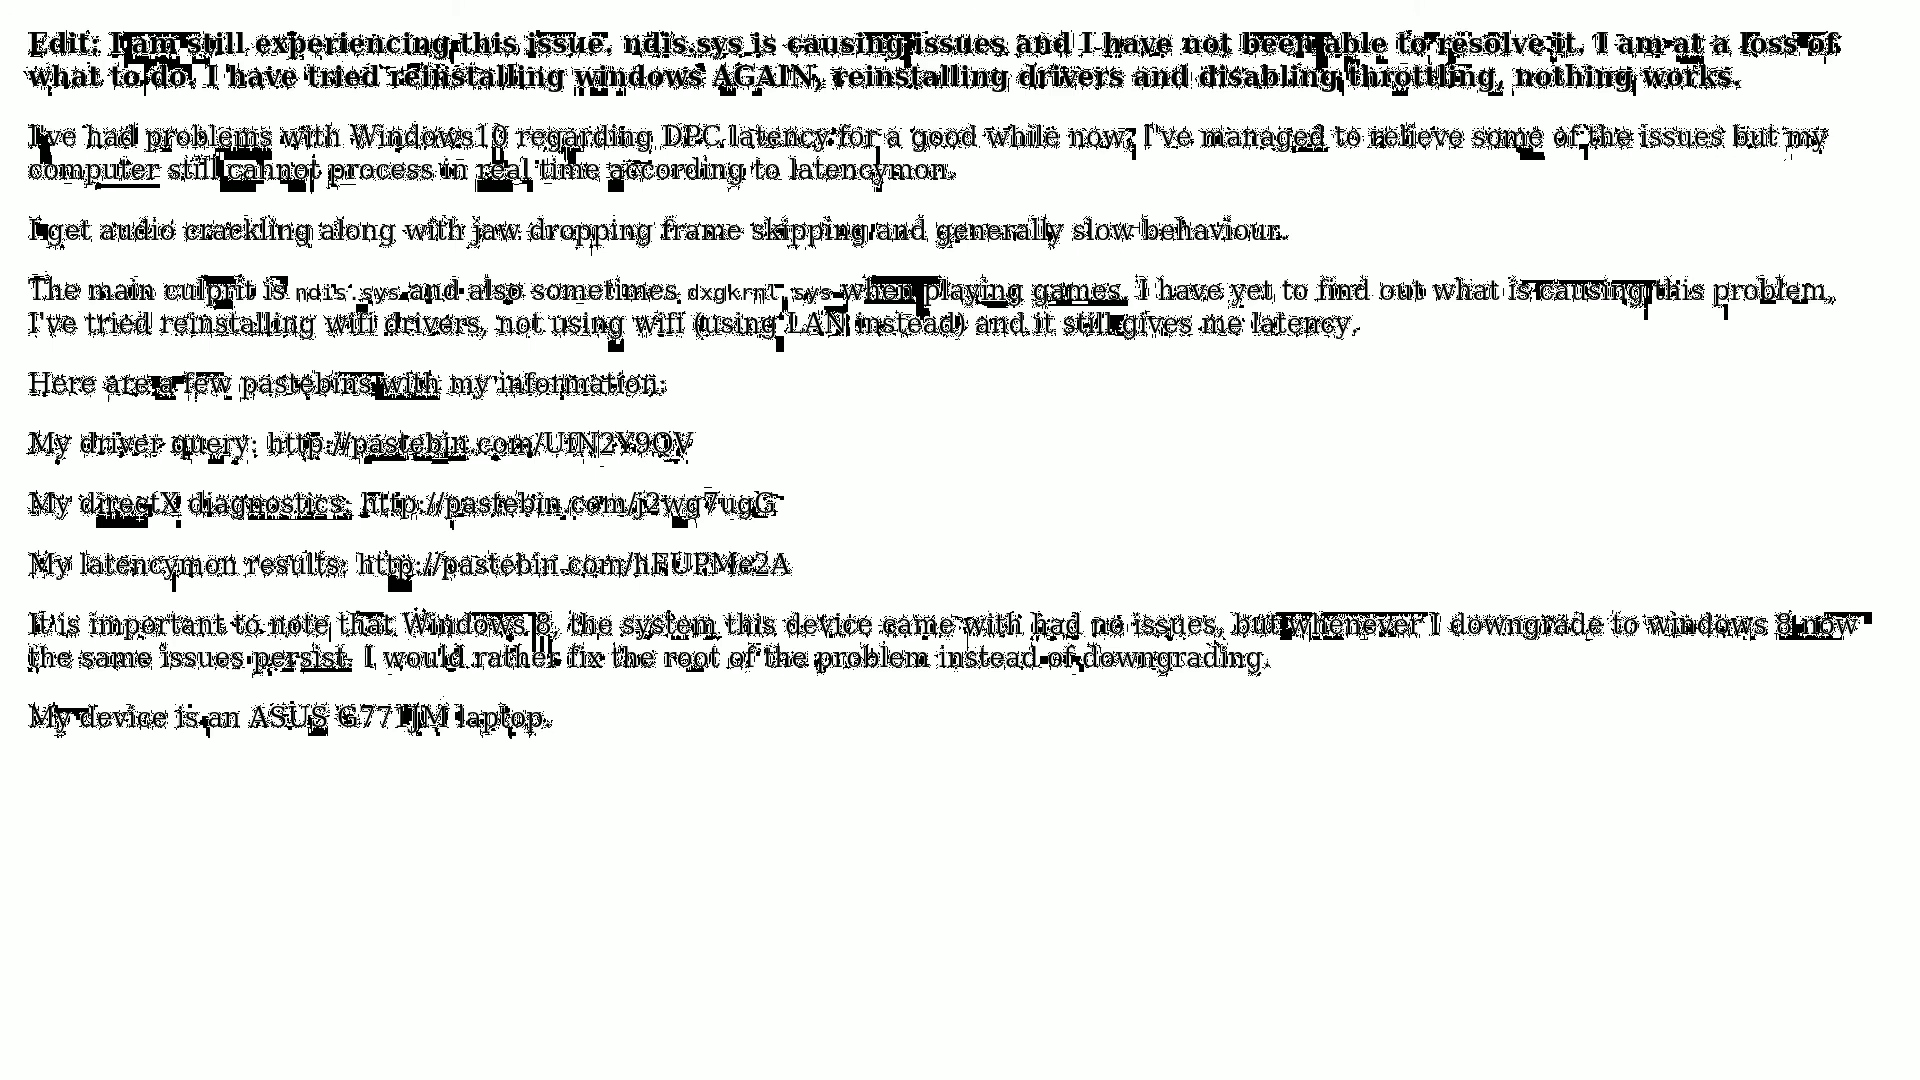 Edit: I am still experiencing this issue. ndis.sys is causing issues and I have not been able to resolve it. I am at a loss of
what to do. I have tried reinstalling windows AGAIN, reinstalling drivers and disabling throttling, nothing works.
I've had problems with Windows 10 regarding DPC latency for a good while now, I've managed to relieve some of the issues but my
computer still cannot process in real time according to latencymon.
I get audio crackling along with jaw dropping frame skipping and generally slow behaviour.
The main culprit is ndis.sys and also sometimes dxgkrnl.sys when playing games. I have yet to find out what is causing this problem,
I've tried reinstalling wifi drivers, not using wifi (using LAN instead) and it still gives me latency.
Here are a few pastebins with my information:
My driver query: http://pastebin.com/UfN2Y9QV
My directX diagnostics: http://pastebin.com/j2wg7ugG
My latencymon results: http://pastebin.com/hFUPMe2A
It is important to note that Windows 8, the system this device came with had no issues, but whenever I downgrade to windows 8 now
the same issues persist. I would rather fix the root of the problem instead of downgrading.
My device is an ASUS G771JM laptop.